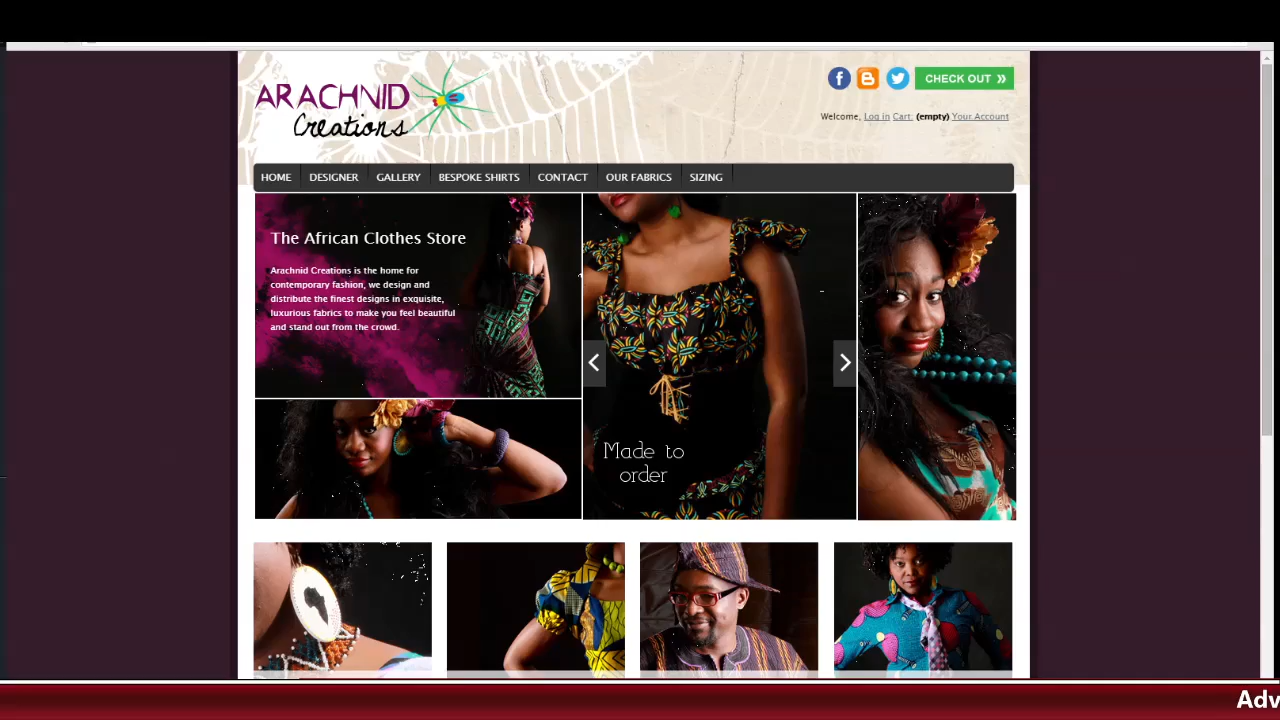 ARACHNID
Creations
CHECK OUT »
Welcome, Log in Cart: (empty) Your Account
HOME DESIGNER GALLERY BESPOKE SHIRTS CONTACT OUR FABRICS SIZING
The African Clothes Store
Arachnid Creations is the home for
contemporary fashion, we design and
distribute the finest designs in exquisite,
luxurious fabrics to make you feel beautiful
and stand out from the crowd.
Made to
order
Adv